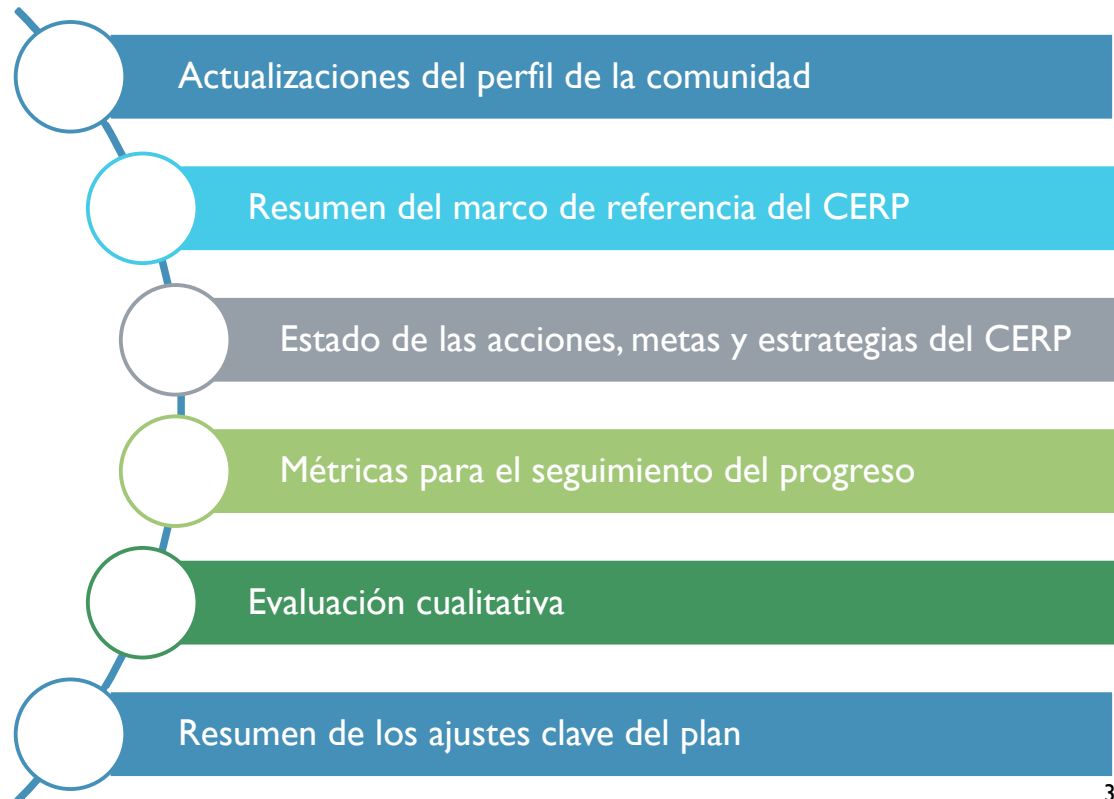 Actualizaciones del perfil de la comunidad
Resumen del marco de referencia del CERP
Estado de las acciones, metas y estrategias del CERP
Métricas para el seguimiento del progreso
Evaluación cualitativa
Resumen de los ajustes clave del plan
3